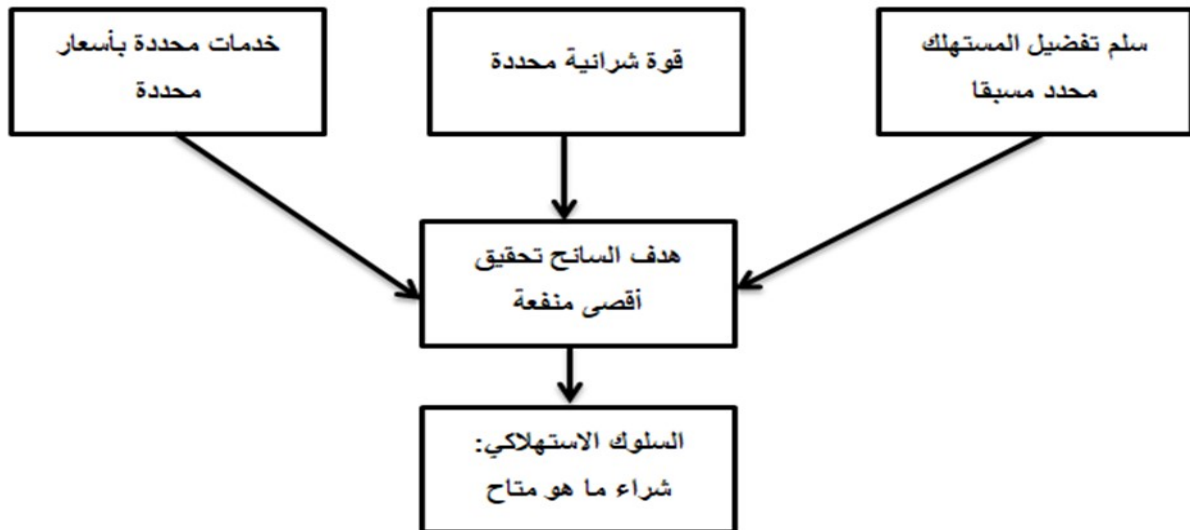 سلم تفضيل المستهلك
محدد مسبقا
قوة شرائية محددة
خدمات محددة بأسعار
محددة
هدف السائح تحقيق
أقصى منفعة
السلوك الاستهلاكي:
شراء ما هو متاح